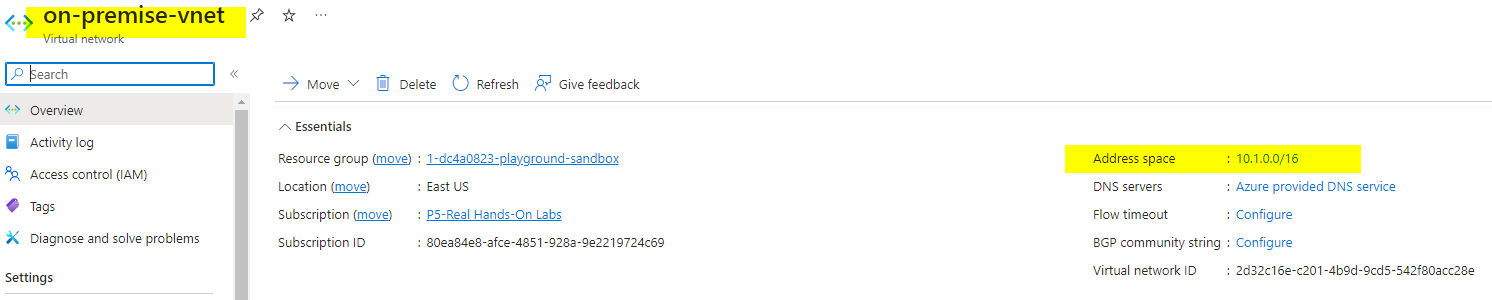 on-premise-vnet
Virtual network
Search
Overview
Activity log
Access control (IAM)
Tags
Diagnose and solve problems
Settings
Move
Delete
Refresh
Give feedback
Essentials
Resource group (move) : 1-dc4a0823-playground-sandbox
Location (move) : East US
Subscription (move) : P5-Real Hands-On Labs
Subscription ID : 80ea84e8-afce-4851-928a-9e2219724c69
Address space : 10.1.0.0/16
DNS servers : Azure provided DNS service
Flow timeout : Configure
BGP community string : Configure
Virtual network ID : 2d32c16e-c201-4b9d-9cd5-542f80acc28e